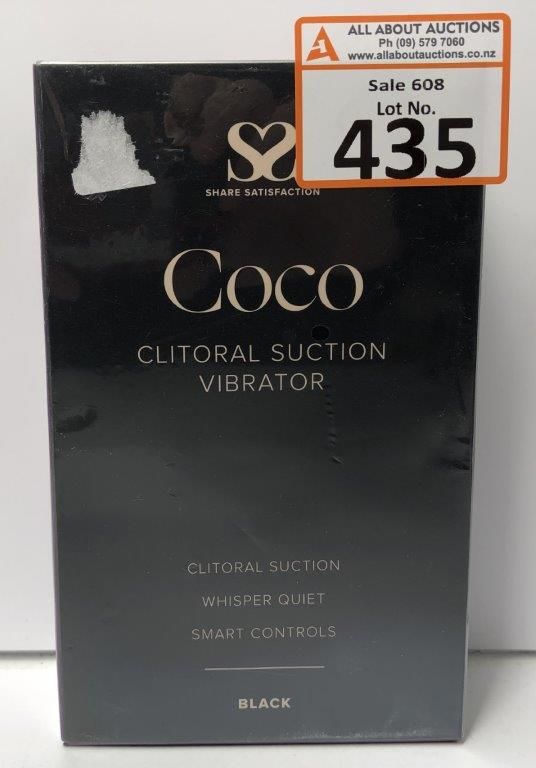 ALL ABOUT AUCTIONS
Ph (09) 579 7060
www.allaboutauctions.co.nz
Sale 608
Lot No.
435
SHARE SATISFACTION
Coco
CLITORAL SUCTION
VIBRATOR
CLITORAL SUCTION
WHISPER QUIET
SMART CONTROLS
BLACK